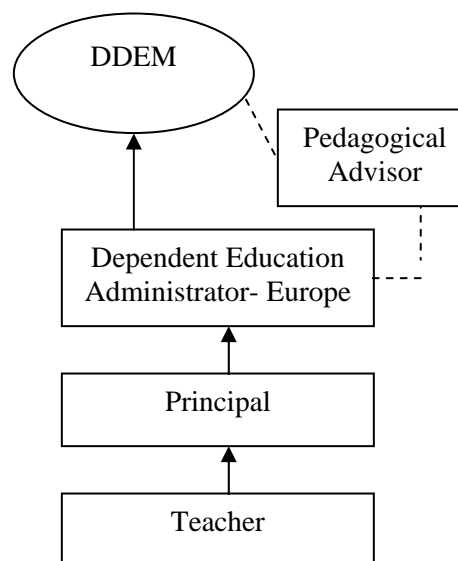 DDEM
Pedagogical
Advisor
Dependent Education
Administrator- Europe
Principal
Teacher